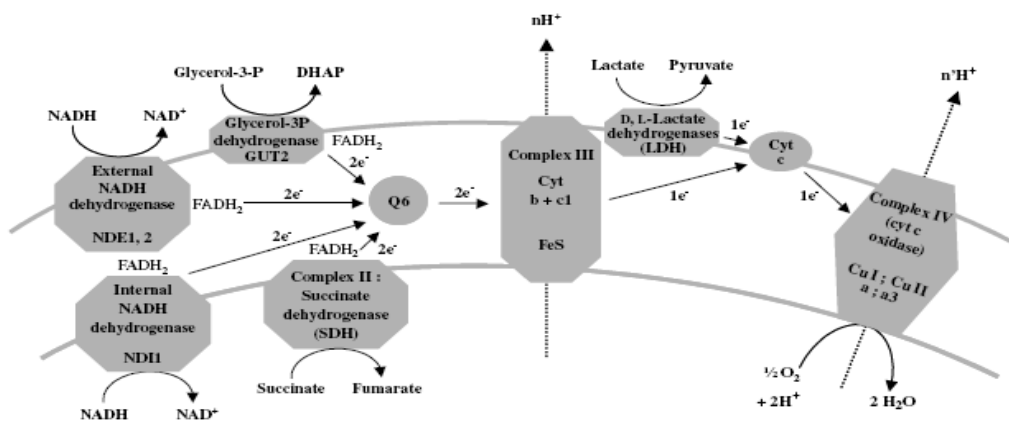 nH⁺
Glycerol-3-P
DHAP
Lactate
Pyruvate
n'H⁺
NADH
NAD⁺
Glycerol-3P
dehydrogenase
GUT2
FADH₂
2e⁻
D, L-Lactate
dehydrogenases
(LDH)
1e⁻
Cyt
c
External
NADH
dehydrogenase
NDE1, 2
FADH₂
2e⁻
Q6
2e⁻
Complex III
Cyt
b + c1
FeS
1e⁻
1e⁻
Complex IV
(cyt c
oxidase)
Cu I ; Cu II
a ; a3
FADH₂
2e⁻
FADH₂
2e⁻
Internal
NADH
dehydrogenase
NDI1
Complex II :
Succinate
dehydrogenase
(SDH)
½ O₂
+ 2H⁺
2 H₂O
NADH
NAD⁺
Succinate
Fumarate